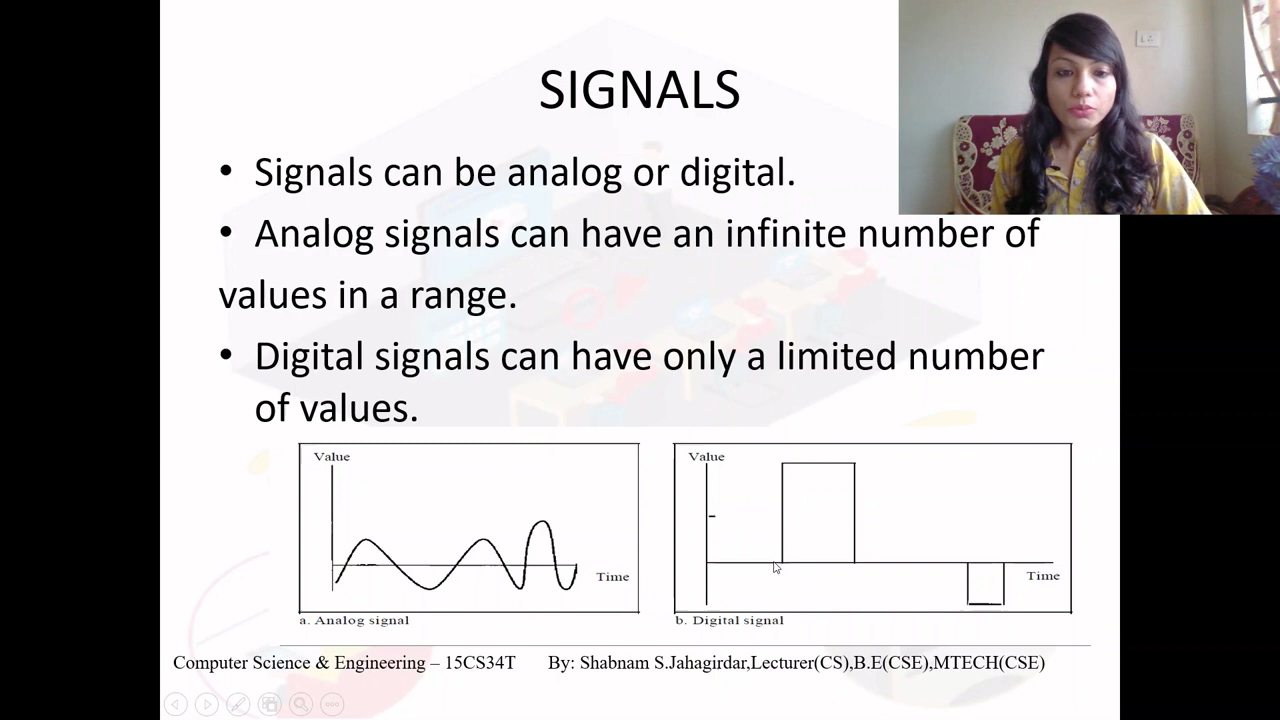 SIGNALS
• Signals can be analog or digital.
• Analog signals can have an infinite number of
values in a range.
• Digital signals can have only a limited number
of values.
Value
Time
a. Analog signal
Value
Time
b. Digital signal
Computer Science & Engineering – 15CS34T By: Shabnam S.Jahagirdar,Lecturer(CS),B.E(CSE),MTECH(CSE)